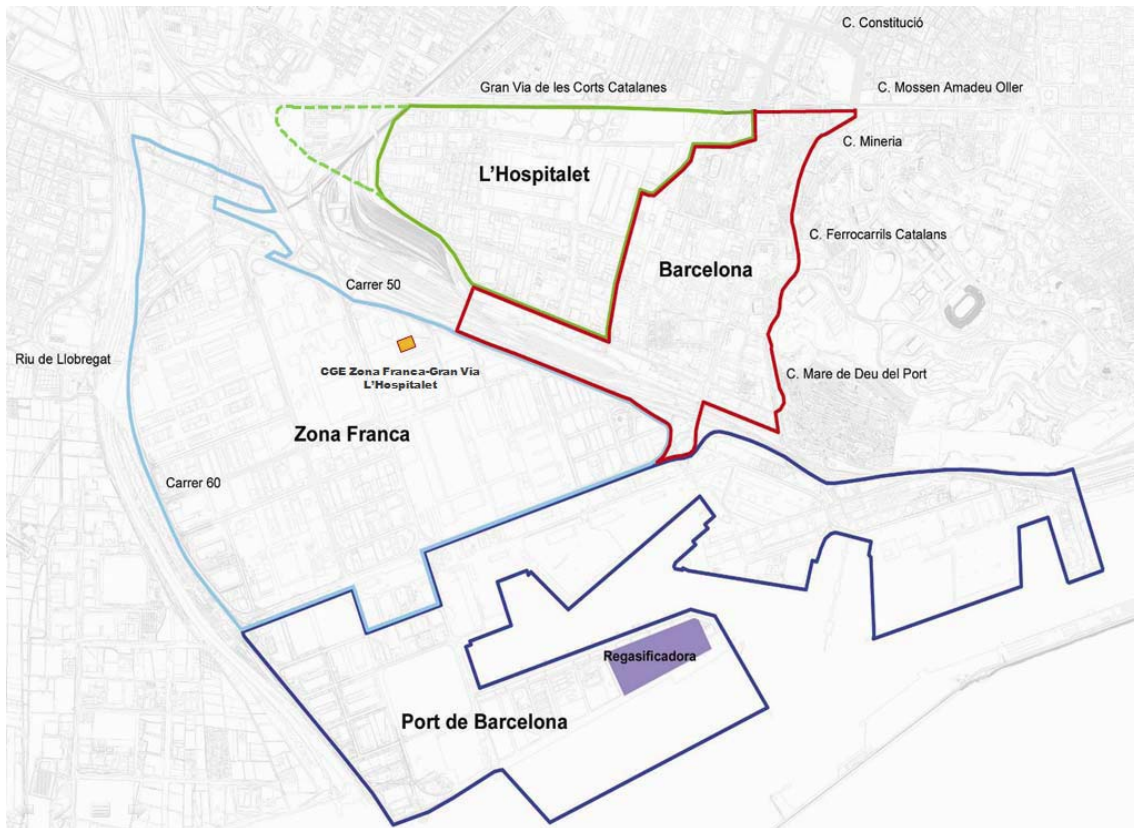 C. Constitució
Gran Via de les Corts Catalanes
C. Mossen Amadeu Oller
C. Mineria
L'Hospitalet
C. Ferrocarrils Catalans
Barcelona
Carrer 50
Riu de Llobregat
CGE Zona Franca-Gran Via
L'Hospitalet
C. Mare de Deu del Port
Zona Franca
Carrer 60
Regasificadora
Port de Barcelona